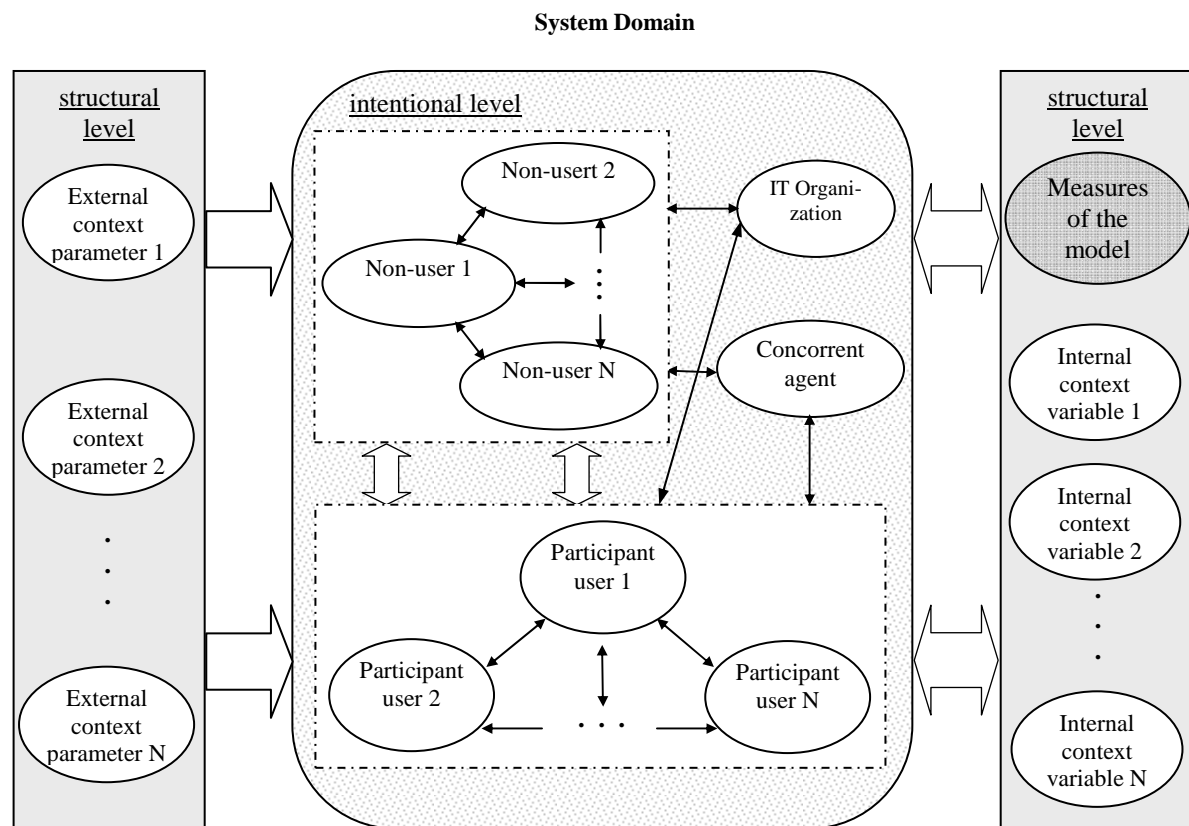 System Domain
structural
level
External
context
parameter 1
External
context
parameter 2
.
.
.
External
context
parameter N
intentional level
Non-usert 2
Non-user 1
. . .
Non-user N
IT Organi-
zation
Concorrent
agent
Participant
user 1
Participant
user 2
. . .
Participant
user N
structural
level
Measures
of the
model
Internal
context
variable 1
Internal
context
variable 2
.
.
.
Internal
context
variable N